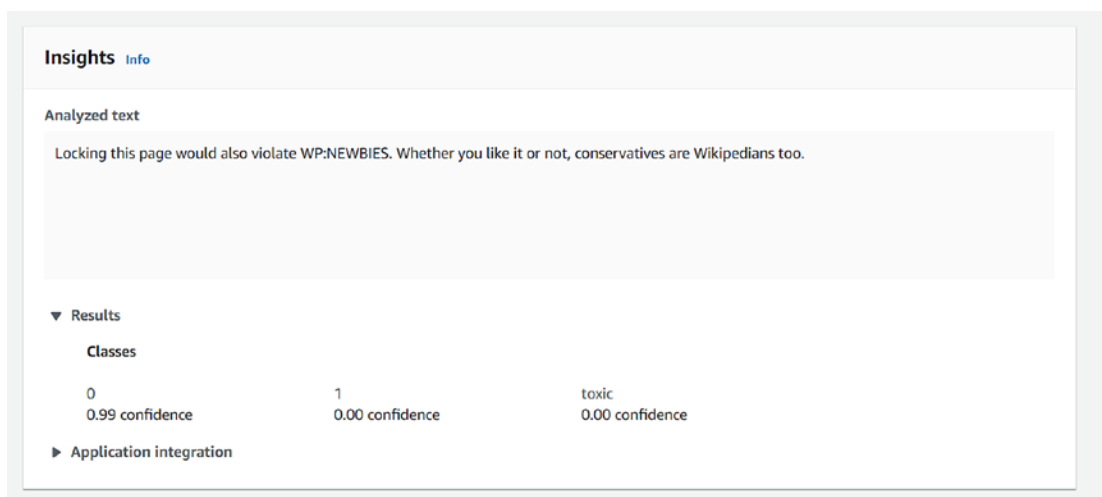 Insights Info
Analyzed text
Locking this page would also violate WP:NEWBIES. Whether you like it or not, conservatives are Wikipedians too.
▼ Results
Classes
0 1 toxic
0.99 confidence 0.00 confidence 0.00 confidence
▶ Application integration